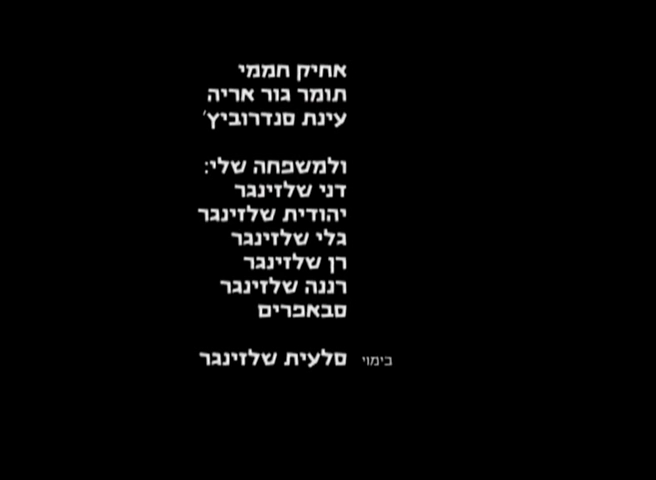 אחיק חממי
תומר גור אריה
עינת סנדרוביץ'
ולמשפחה שלי:
דני שלזינגר
יהודית שלזינגר
גלי שלזינגר
רן שלזינגר
רננה שלזינגר
סבאפרים
בימוי סלעית שלזינגר